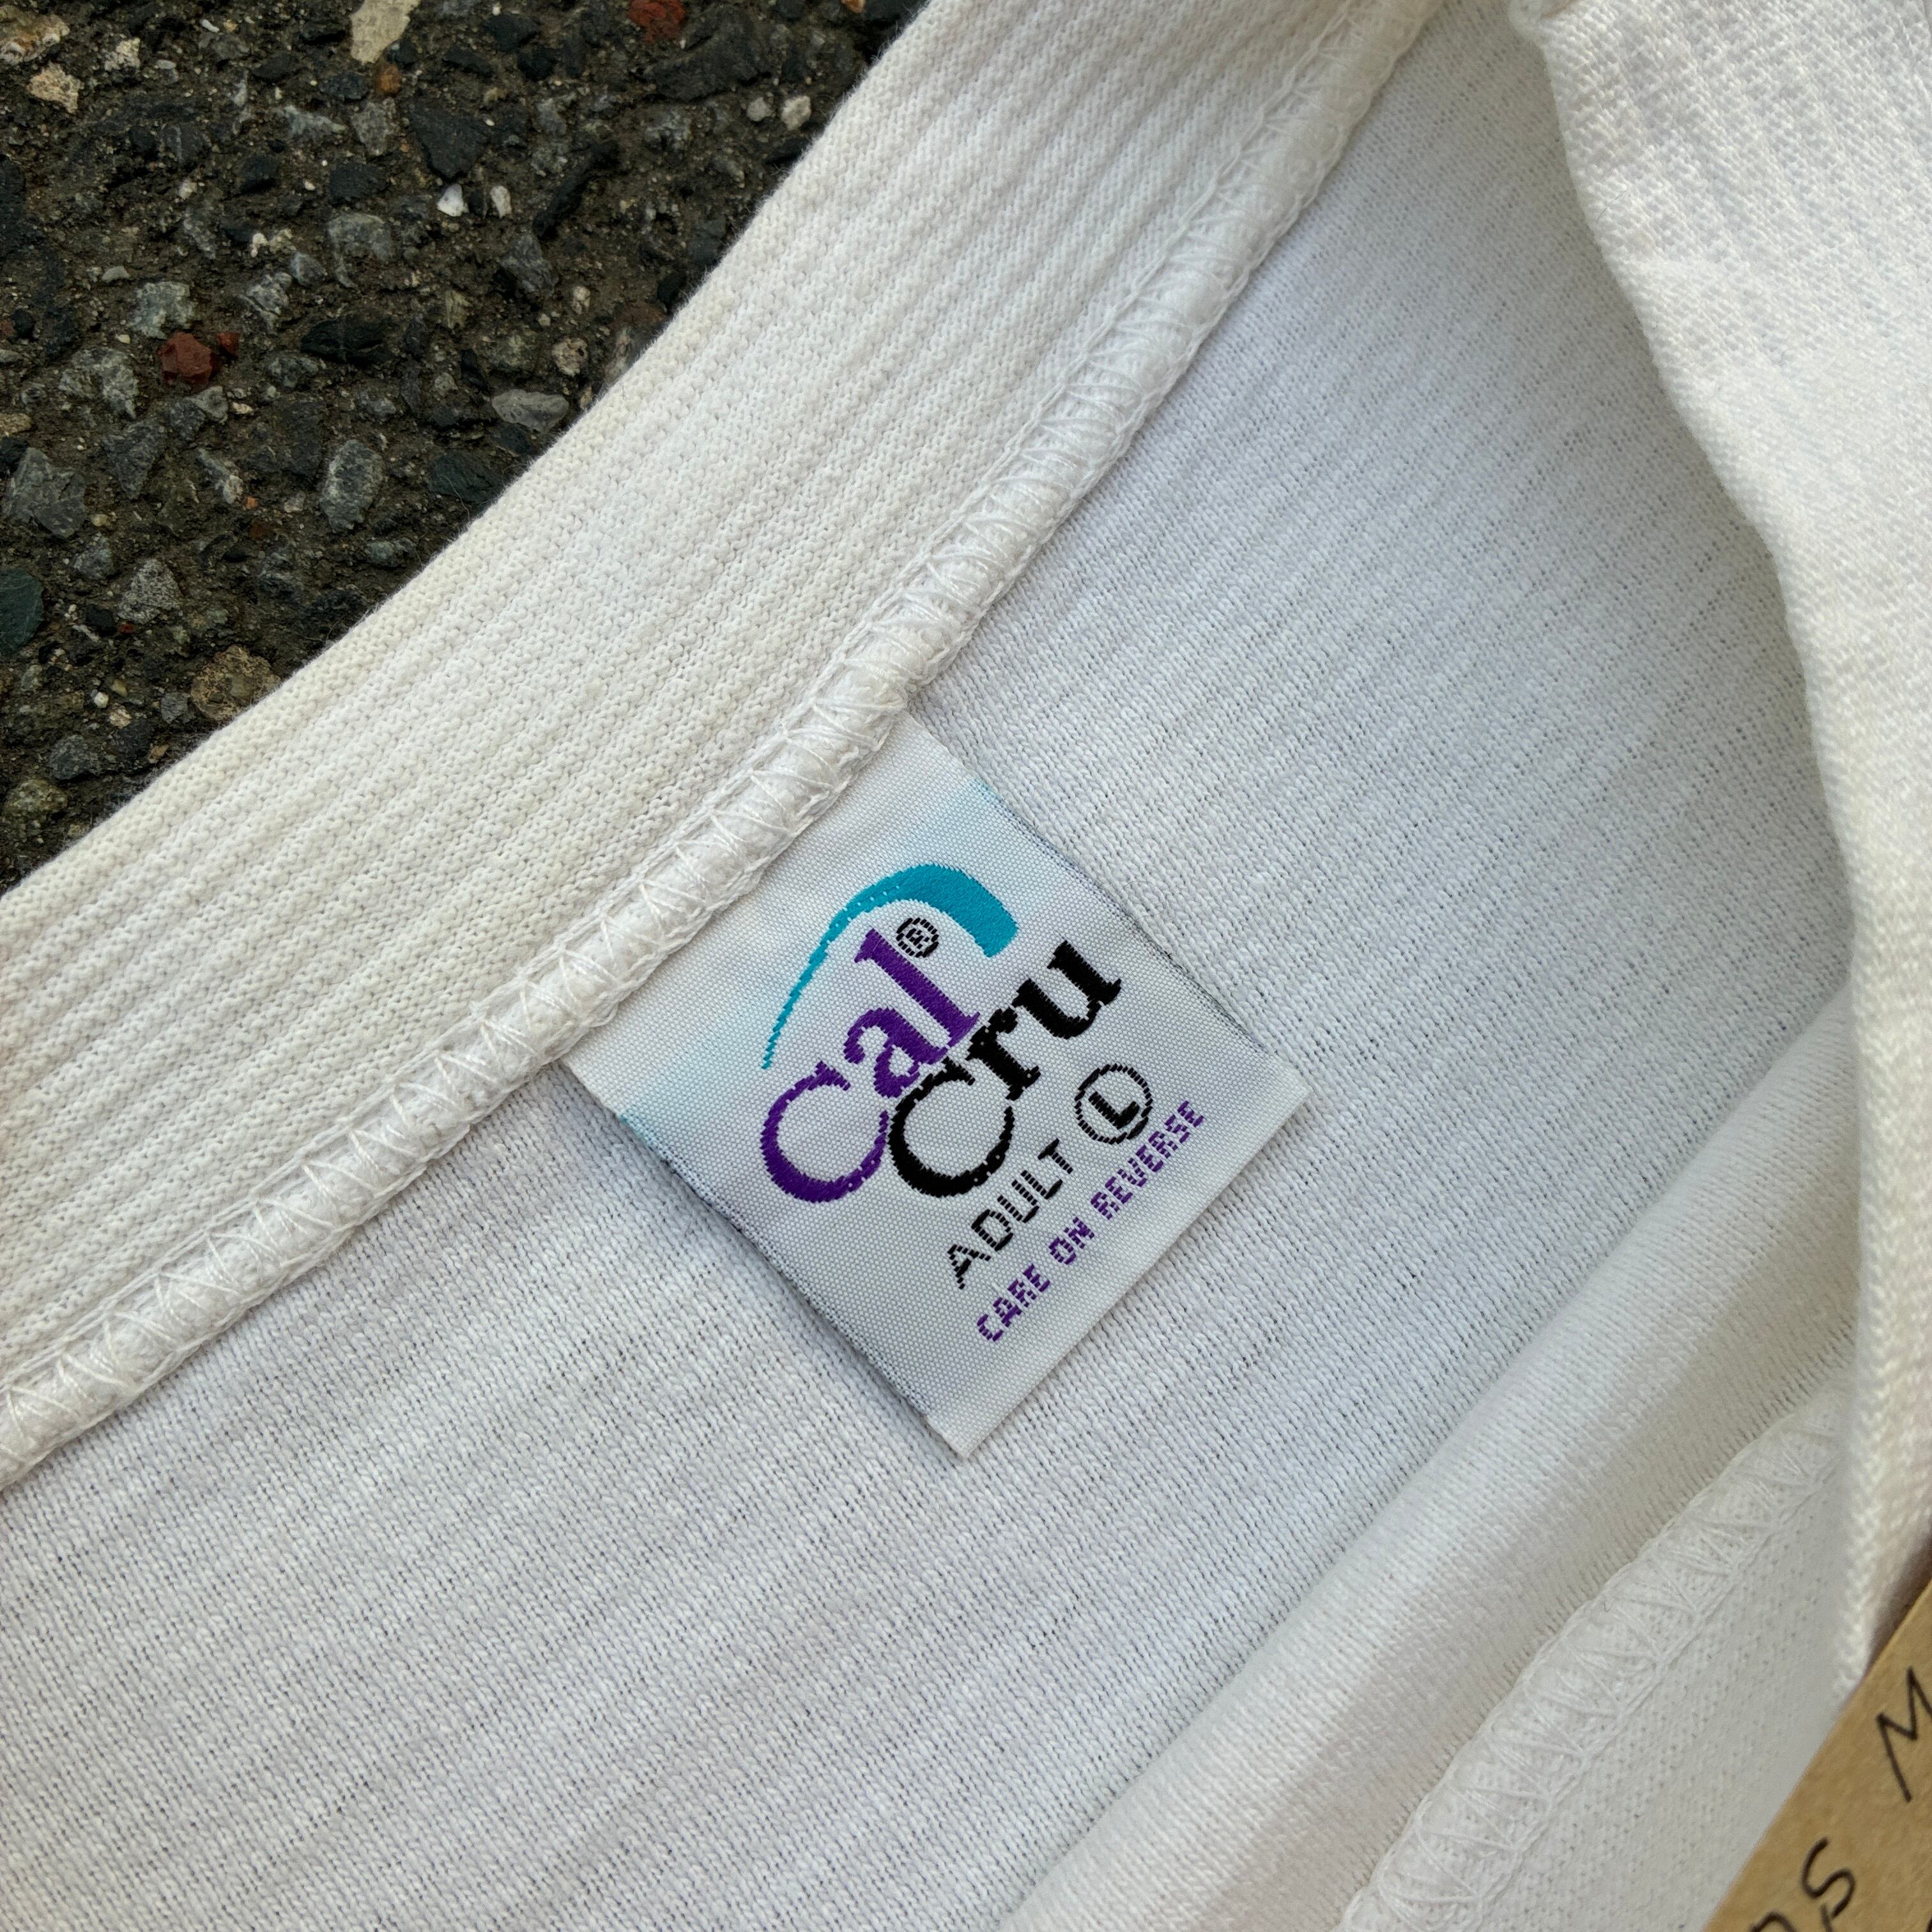 Cal®
Cru
ADULT L
CARE ON REVERSE